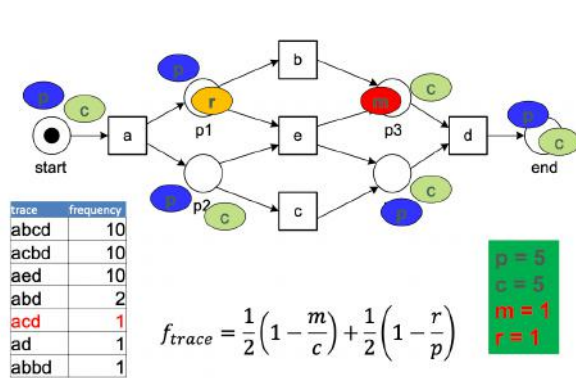 b
p
p
c
r
m
c
p
c
a
e
d
p1
p3
start
end
p2
p
c
c
c
p
trace frequency
abcd 10
acbd 10
aed 10
abd 2
acd 1
ad 1
abbd 1
f_trace = 1/2 (1 − m/c) + 1/2 (1 − r/p)
p = 5
c = 5
m = 1
r = 1